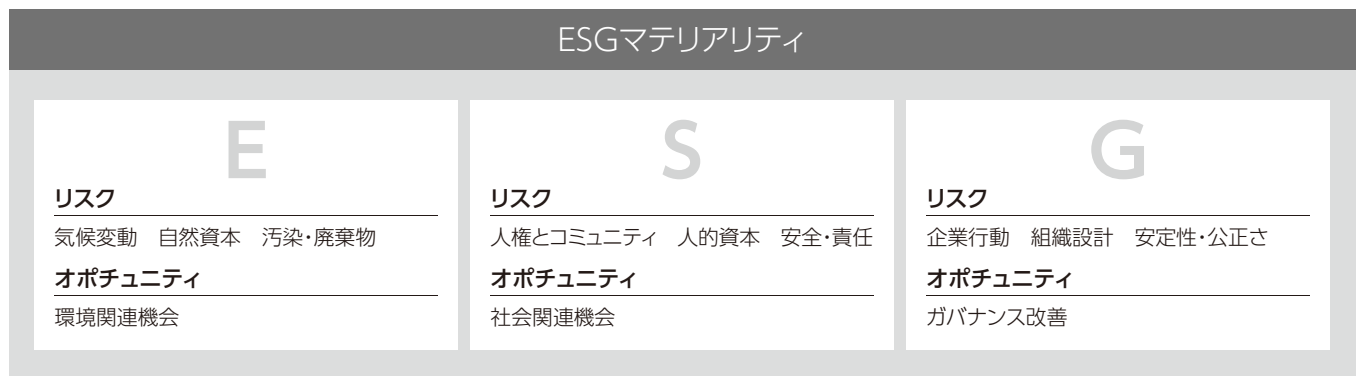 ESGマテリアリティ
E
リスク
気候変動　自然資本　汚染・廃棄物
オポチュニティ
環境関連機会
S
リスク
人権とコミュニティ　人的資本　安全・責任
オポチュニティ
社会関連機会
G
リスク
企業行動　組織設計　安定性・公正さ
オポチュニティ
ガバナンス改善